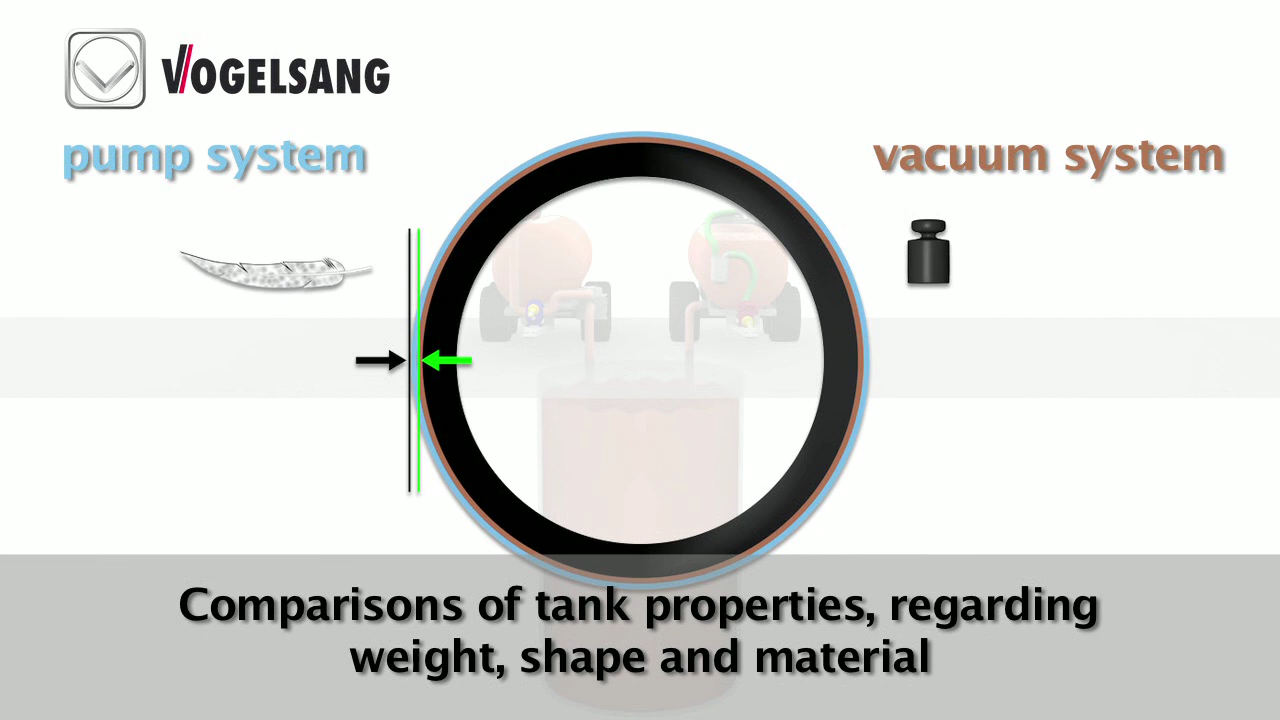 VOGELSANG
pump system
vacuum system
Comparisons of tank properties, regarding
weight, shape and material